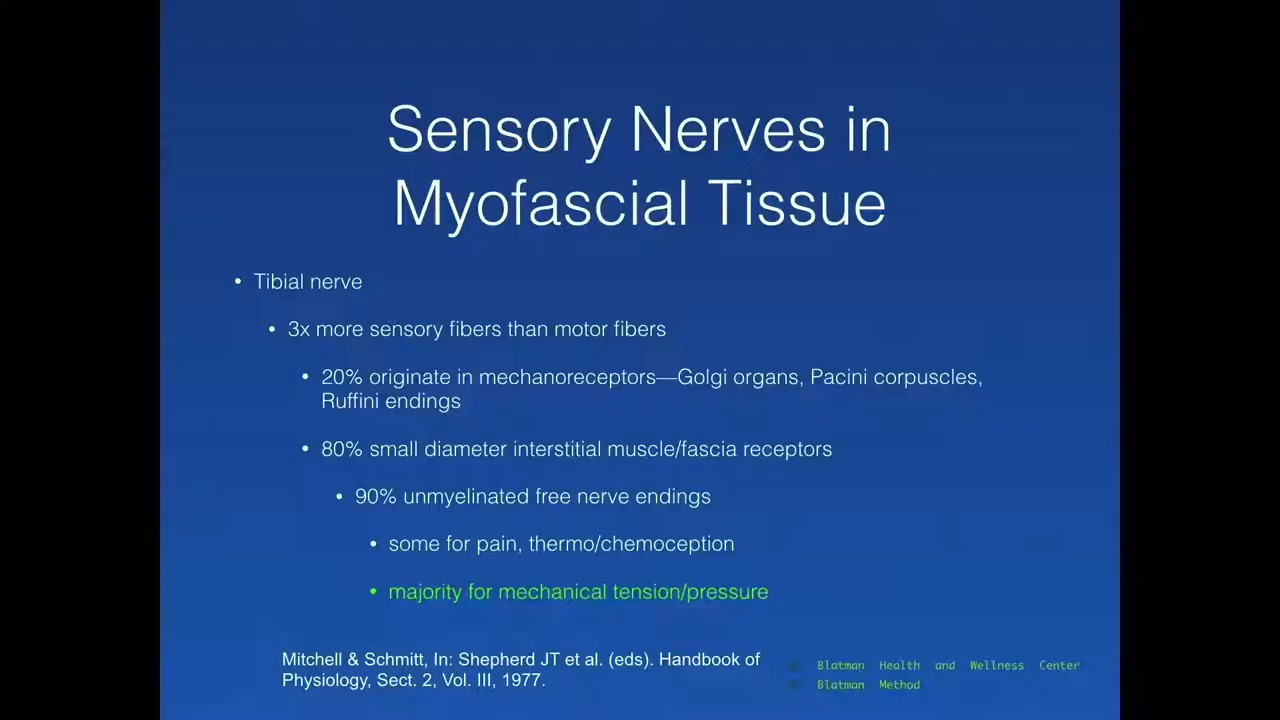 Sensory Nerves in
Myofascial Tissue
• Tibial nerve
• 3x more sensory fibers than motor fibers
• 20% originate in mechanoreceptors—Golgi organs, Pacini corpuscles,
Ruffini endings
• 80% small diameter interstitial muscle/fascia receptors
• 90% unmyelinated free nerve endings
• some for pain, thermo/chemoception
• majority for mechanical tension/pressure
Mitchell & Schmitt, In: Shepherd JT et al. (eds). Handbook of
Physiology, Sect. 2, Vol. III, 1977.
Blatman Health and Wellness Center
Blatman Method